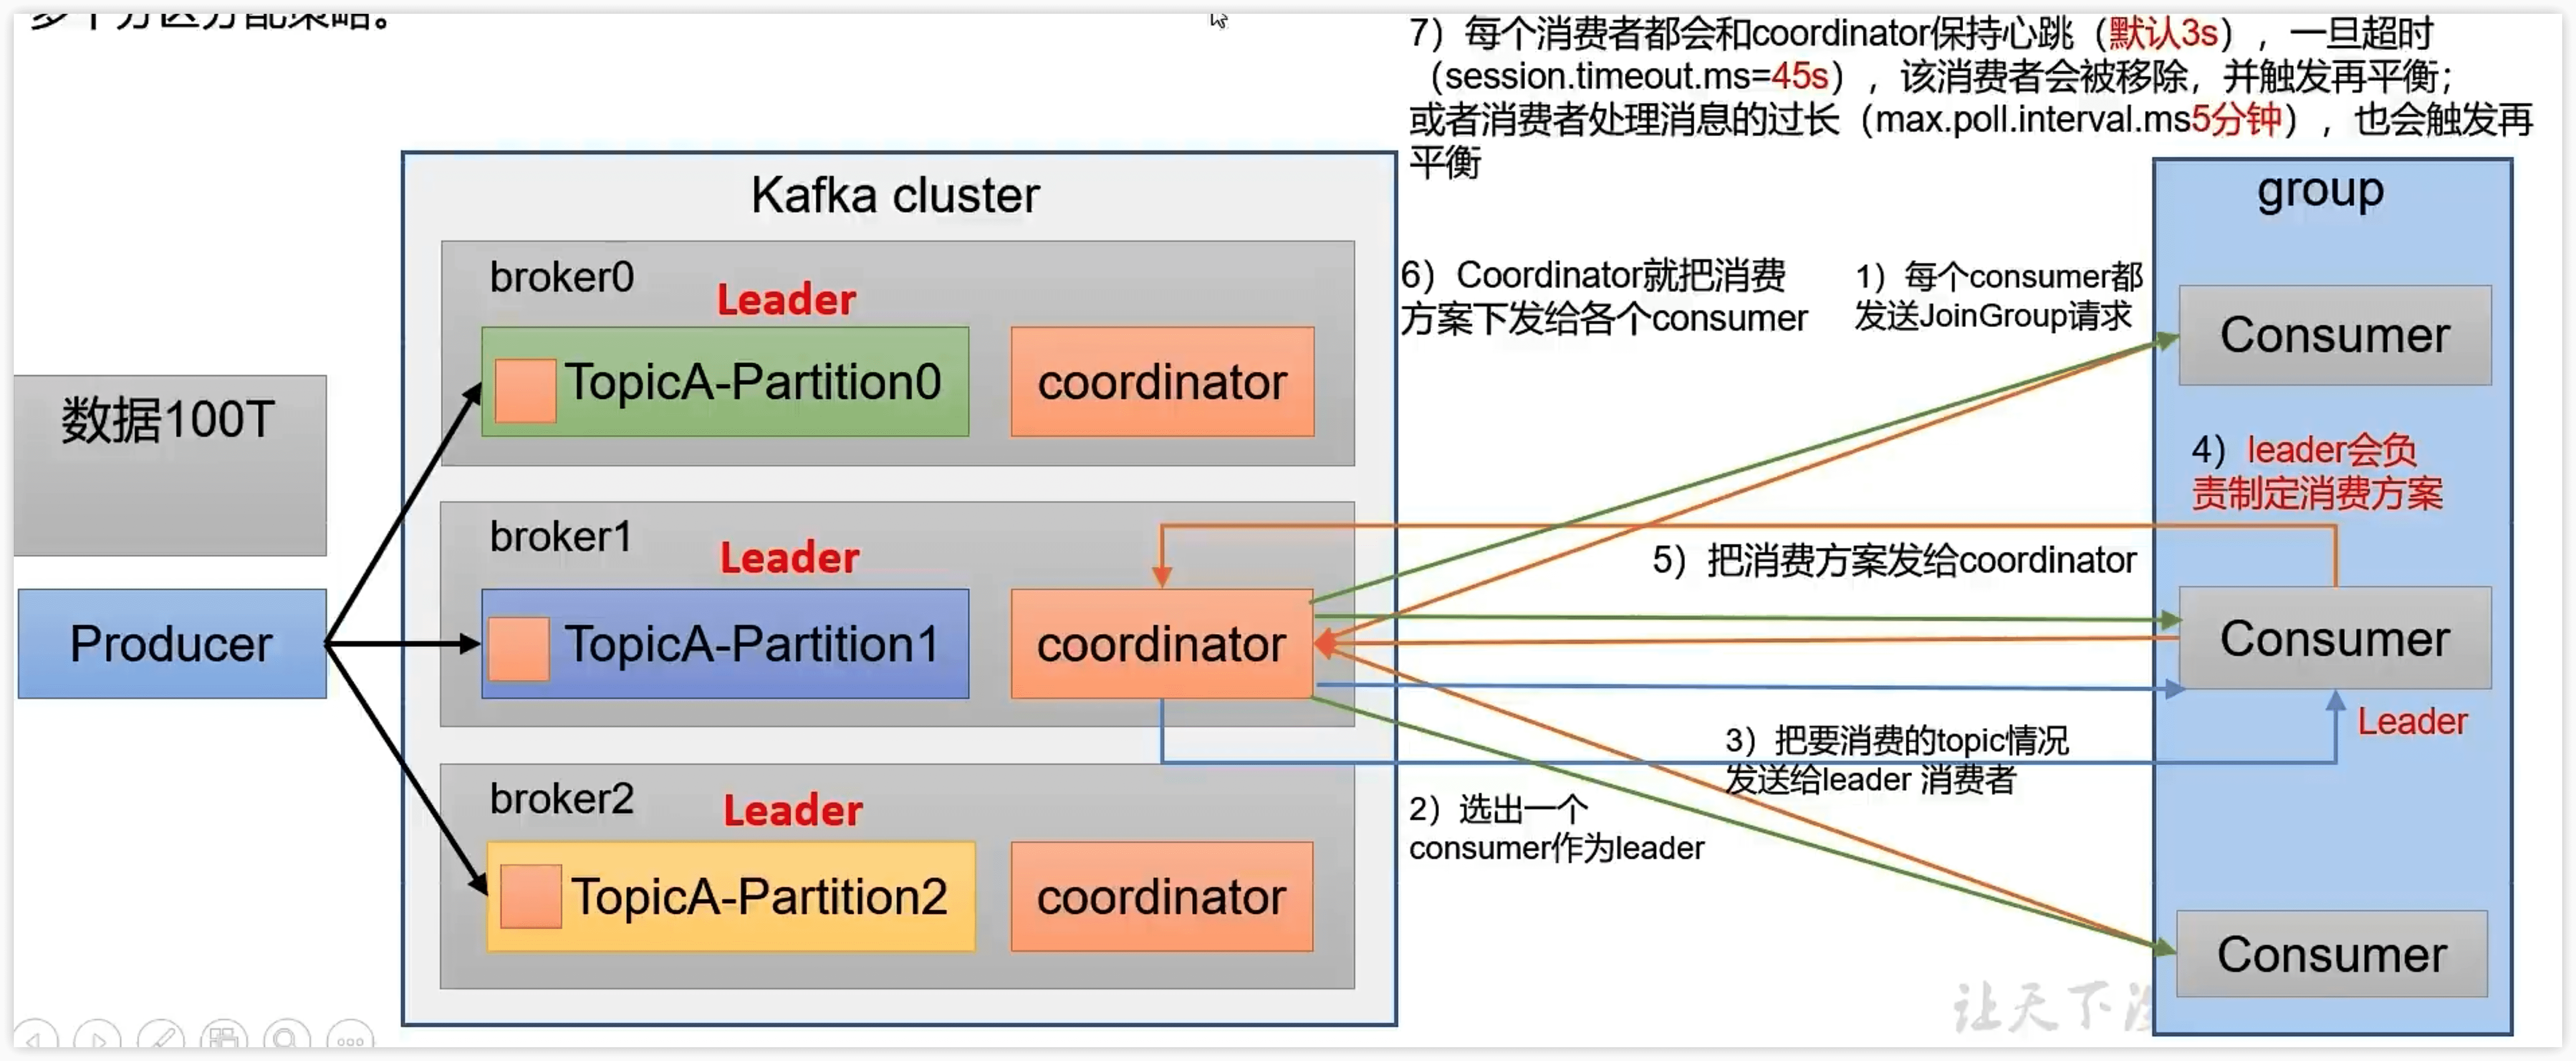 多个分区分配策略。
7）每个消费者都会和coordinator保持心跳（默认3s），一旦超时
（session.timeout.ms=45s），该消费者会被移除，并触发再平衡；
或者消费者处理消息的过长（max.poll.interval.ms5分钟），也会触发再
平衡
Kafka cluster
group
broker0
Leader
TopicA-Partition0
coordinator
6）Coordinator就把消费
方案下发给各个consumer
1）每个consumer都
发送JoinGroup请求
Consumer
数据100T
4）leader会负
责制定消费方案
broker1
Leader
TopicA-Partition1
coordinator
5）把消费方案发给coordinator
Producer
Consumer
Leader
3）把要消费的topic情况
发送给leader 消费者
2）选出一个
consumer作为leader
broker2
Leader
TopicA-Partition2
coordinator
Consumer
让天下没